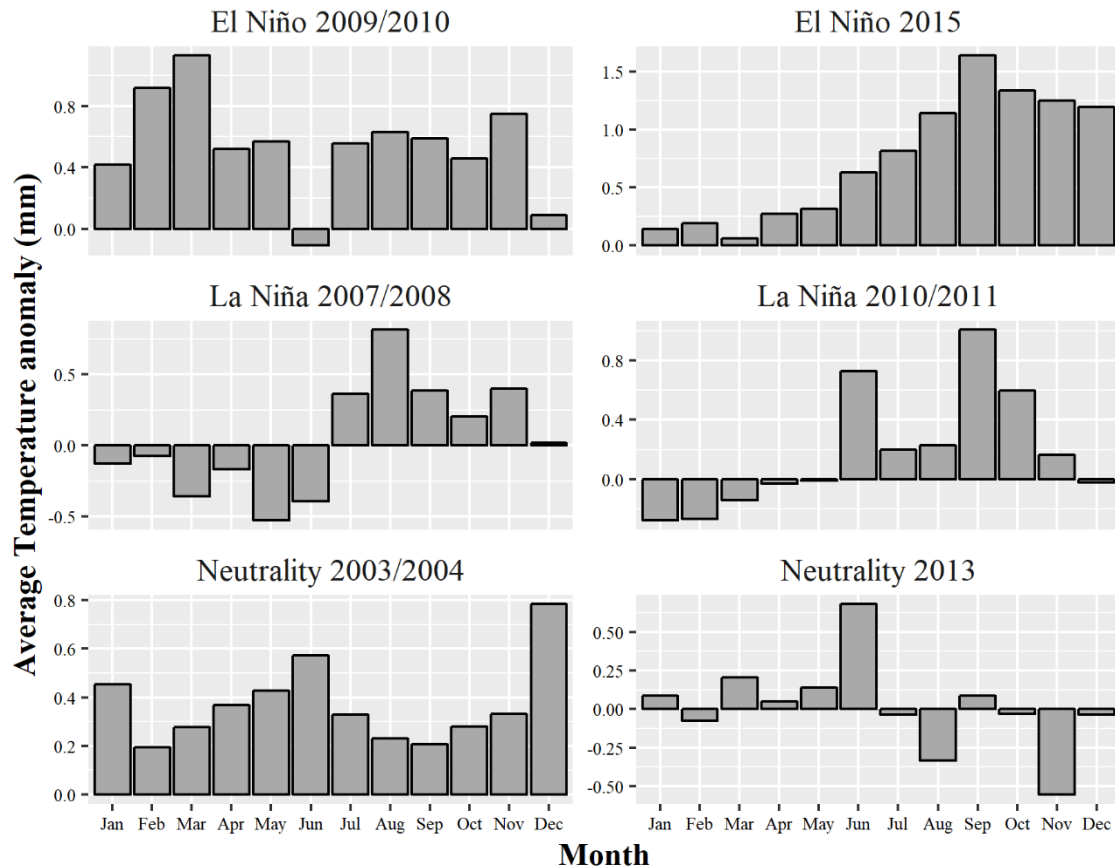 El Niño 2009/2010
El Niño 2015
0.8
0.4
0.0
1.5
1.0
0.5
0.0
La Niña 2007/2008
La Niña 2010/2011
0.5
0.0
-0.5
0.8
0.4
0.0
Neutrality 2003/2004
Neutrality 2013
0.8
0.6
0.4
0.2
0.0
0.50
0.25
0.00
-0.25
-0.50
Jan Feb Mar Apr May Jun Jul Aug Sep Oct Nov Dec
Jan Feb Mar Apr May Jun Jul Aug Sep Oct Nov Dec
Average Temperature anomaly (mm)
Month